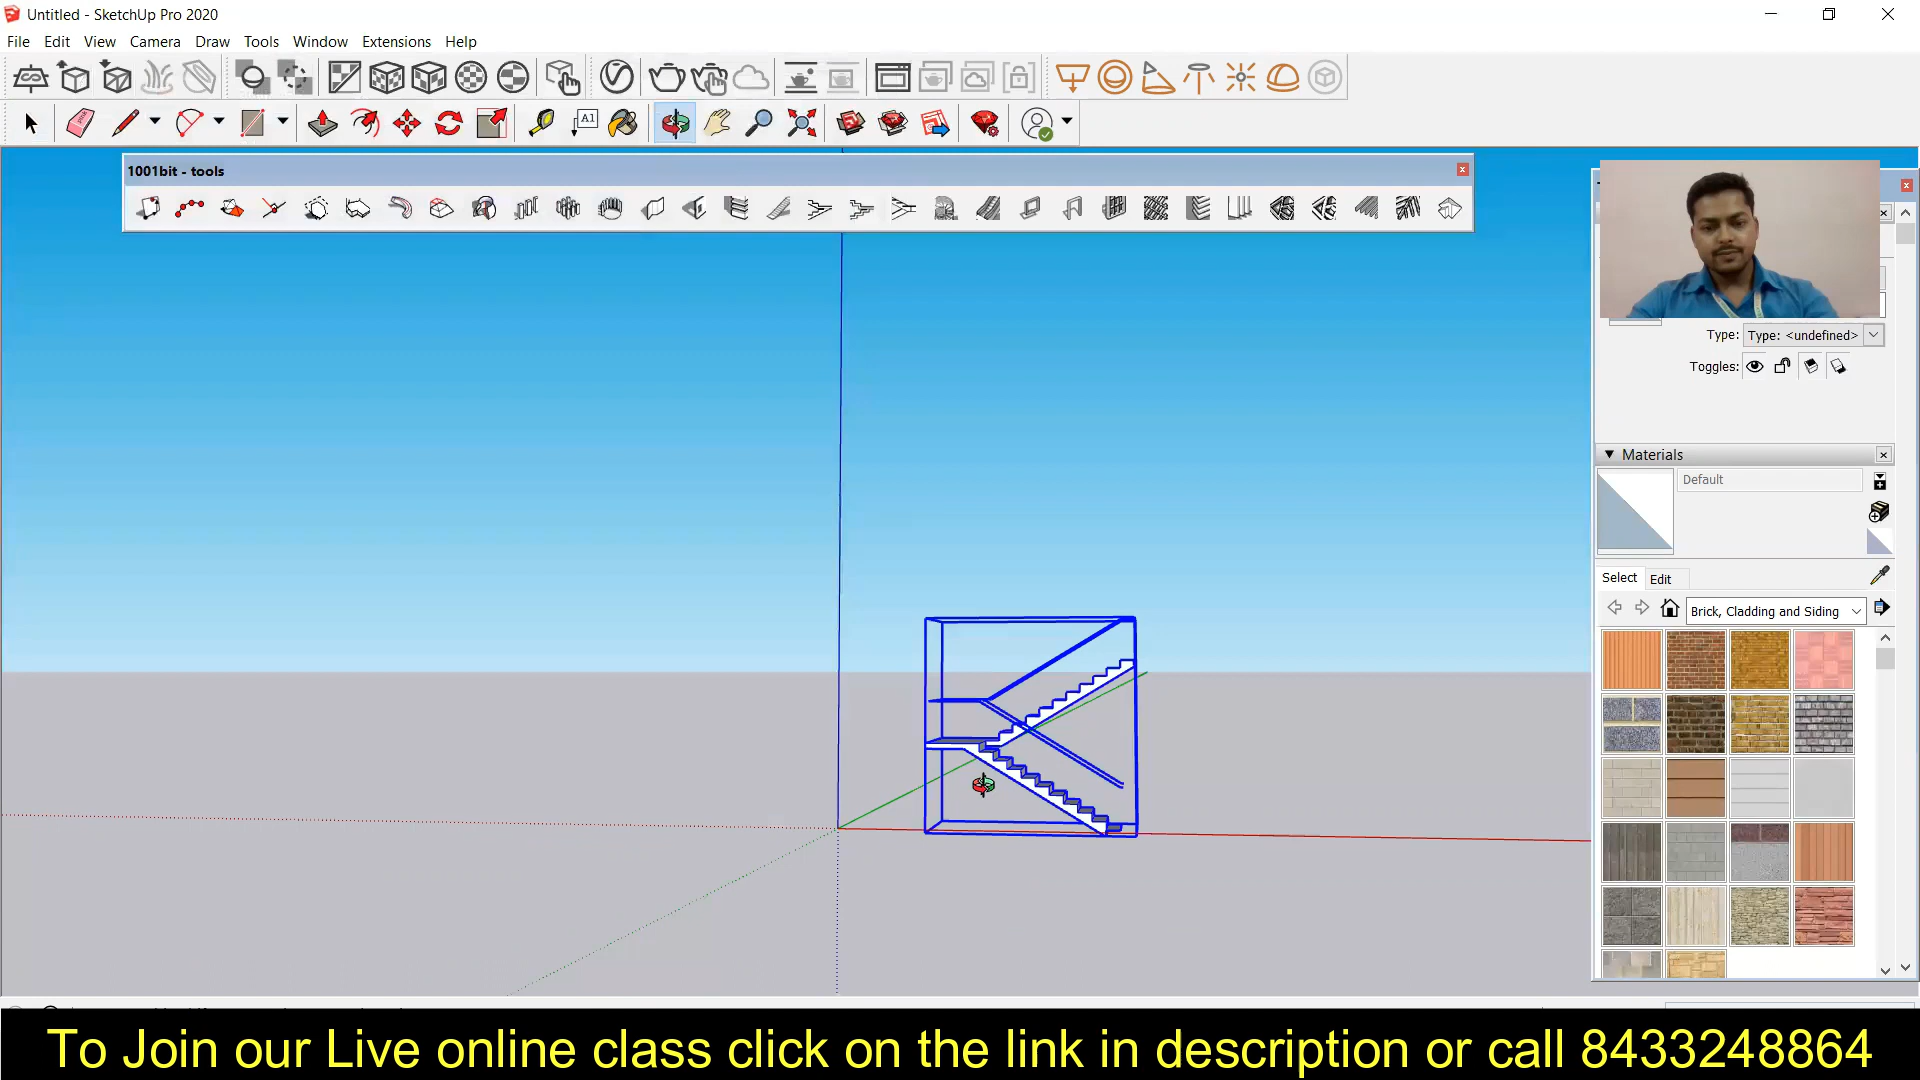 Untitled - SketchUp Pro 2020
File Edit View Camera Draw Tools Window Extensions Help
A1
1001bit - tools
Type: Type: <undefined>
Toggles:
Materials
Default
Select Edit
Brick, Cladding and Siding
To Join our Live online class click on the link in description or call 8433248864